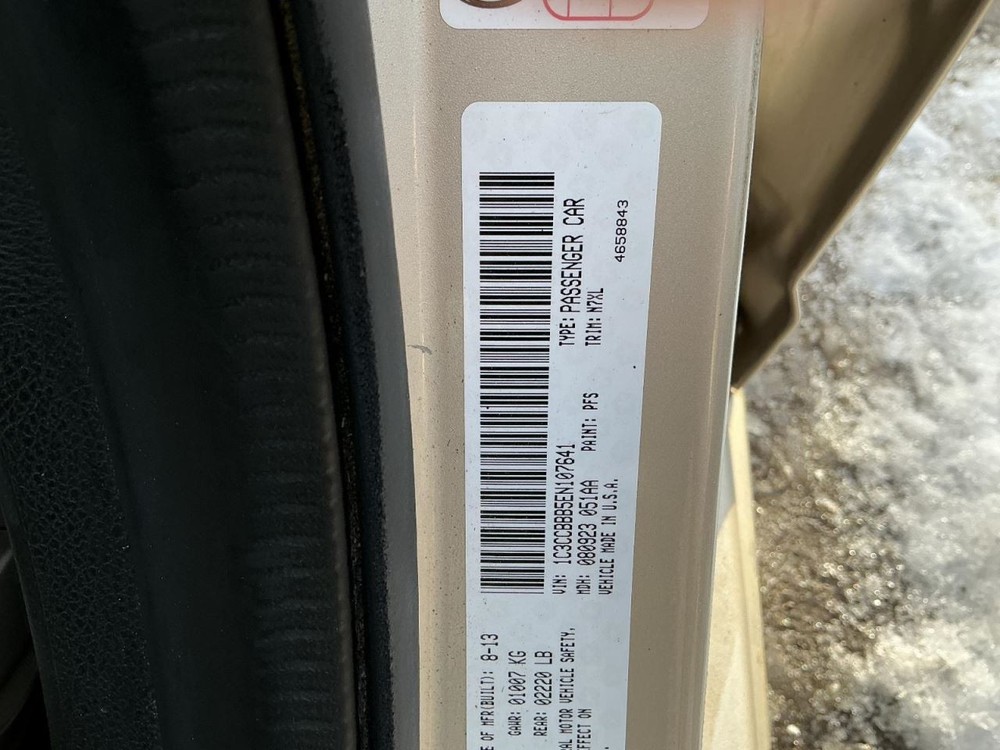 E OF MFR(BUILT): 8-13
GAWR: 01007 KG
REAR: 02220 LB
AL MOTOR VEHICLE SAFETY,
EFFECT ON
VIN: 1C3CCBBB5EN107641
TYPE: PASSENGER CAR
MDH: 080923 051AA PAINT: PFS TRIM: N7XL
VEHICLE MADE IN U.S.A.
4658843